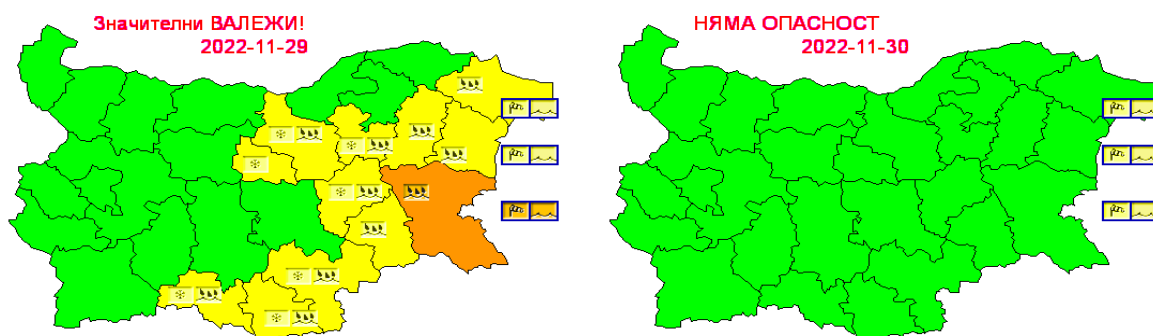 Значителни ВАЛЕЖИ!
2022-11-29
НЯМА ОПАСНОСТ
2022-11-30